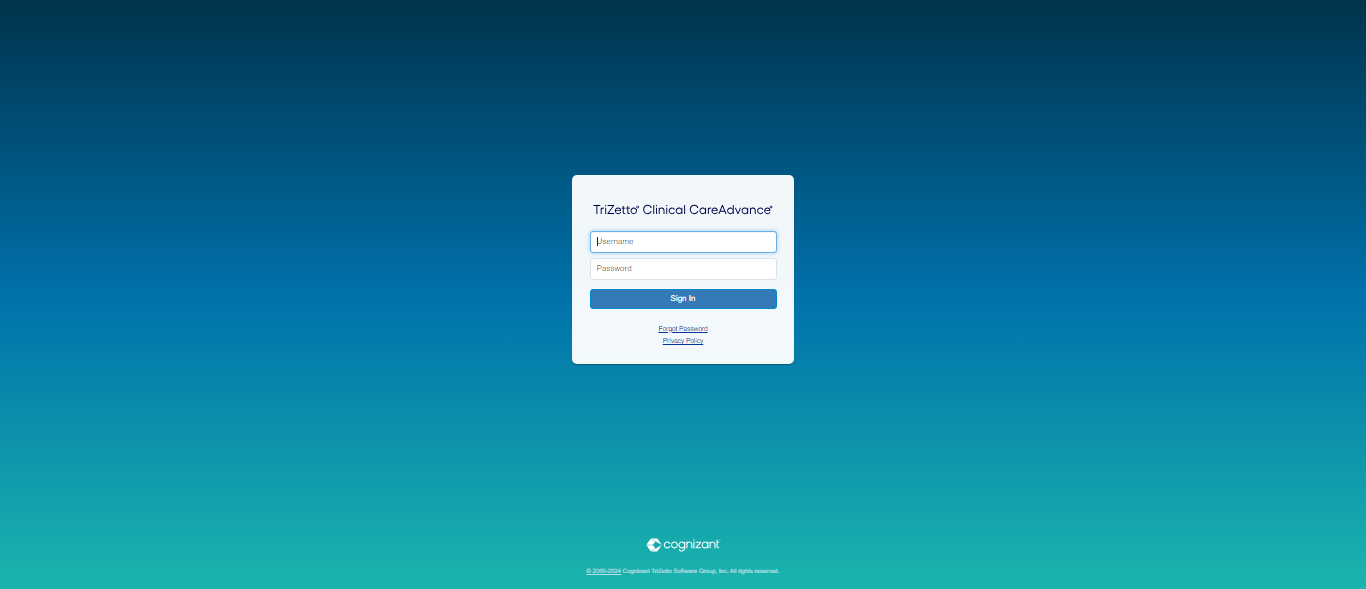 TriZetto® Clinical CareAdvance®
Username
Password
Sign In
Forgot Password
Privacy Policy
cognizant
© 2000-2024 Cognizant TriZetto Software Group, Inc. All rights reserved.